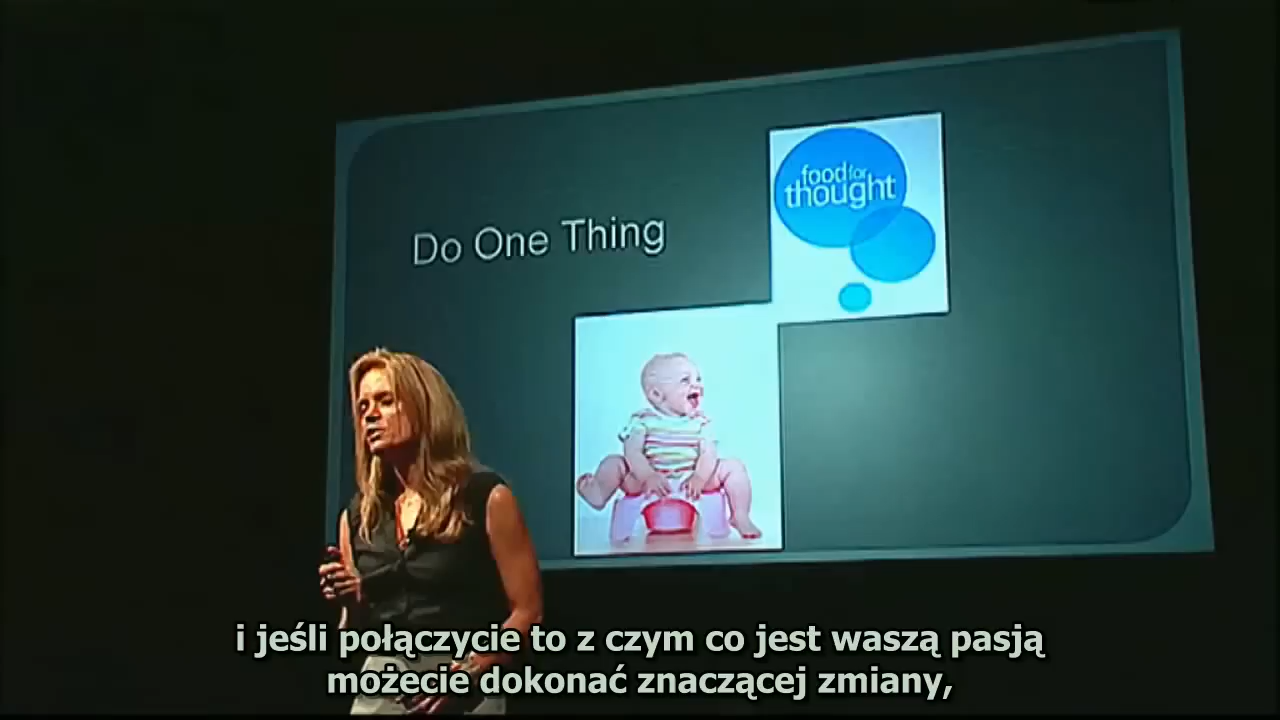 food for
thought
Do One Thing
i jeśli połączycie to z czym co jest waszą pasją
możecie dokonać znaczącej zmiany,